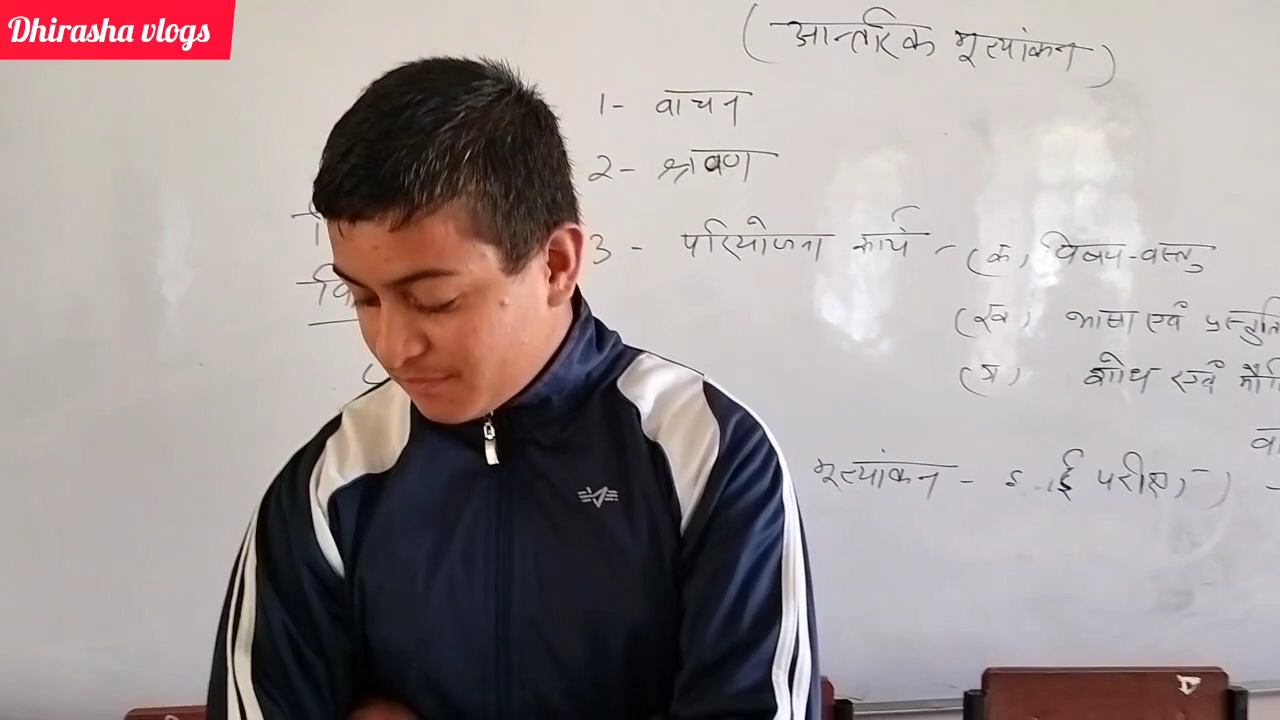 Dhirasha vlogs
(आन्तरिक मूल्यांकन)
1- वाचन
2- श्रवण
3 - परियोजना कार्य - (क) विषय-वस्तु
(ख) भाषा एवं प्रस्तुति
(ग) शोध एवं
मूल्यांकन - ई